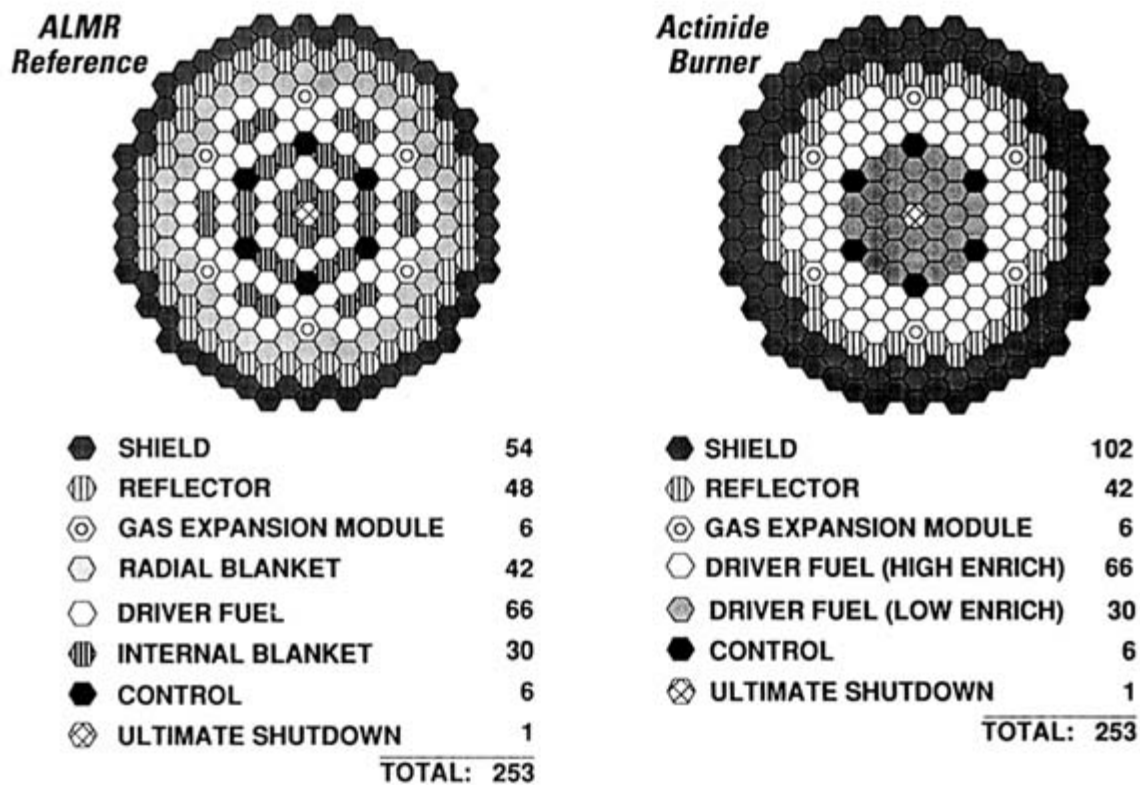 ALMR
Reference
SHIELD 54
REFLECTOR 48
GAS EXPANSION MODULE 6
RADIAL BLANKET 42
DRIVER FUEL 66
INTERNAL BLANKET 30
CONTROL 6
ULTIMATE SHUTDOWN 1
TOTAL: 253
Actinide
Burner
SHIELD 102
REFLECTOR 42
GAS EXPANSION MODULE 6
DRIVER FUEL (HIGH ENRICH) 66
DRIVER FUEL (LOW ENRICH) 30
CONTROL 6
ULTIMATE SHUTDOWN 1
TOTAL: 253